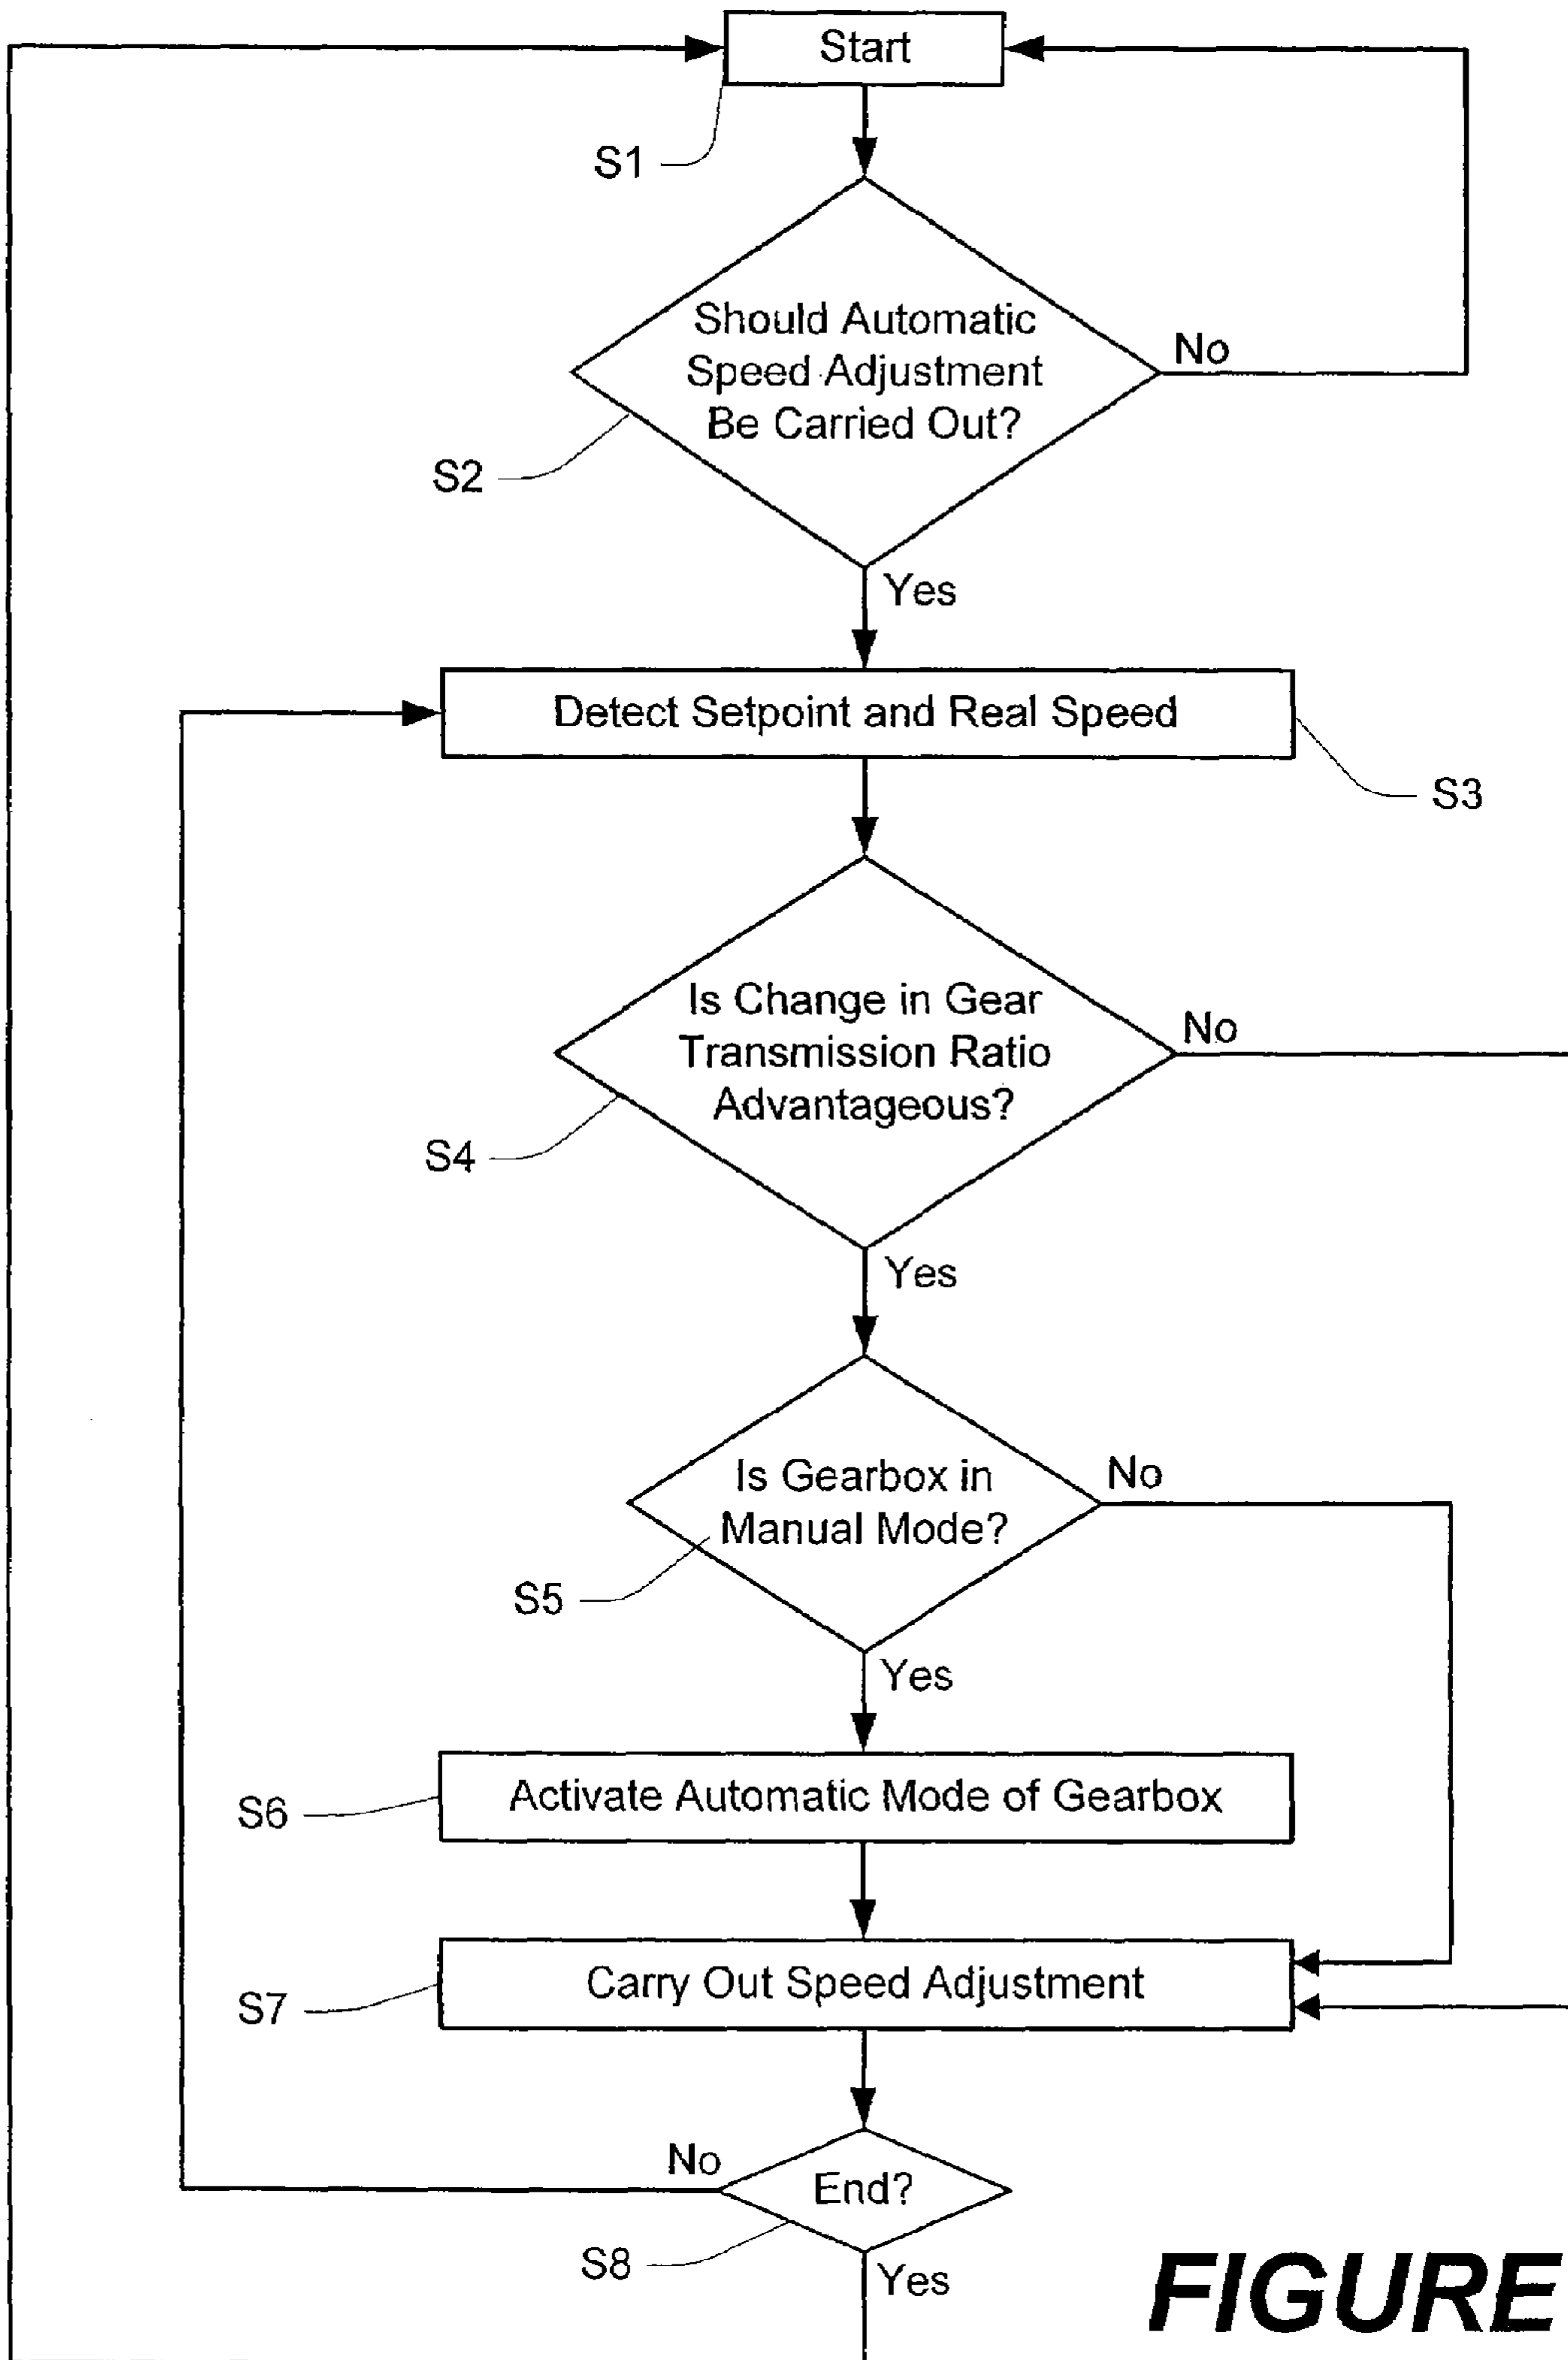 Start
S1
Should Automatic
Speed Adjustment
Be Carried Out?
No
S2
Yes
Detect Setpoint and Real Speed
S3
Is Change in Gear
Transmission Ratio
Advantageous?
No
S4
Yes
Is Gearbox in
Manual Mode?
No
S5
Yes
Activate Automatic Mode of Gearbox
S6
Carry Out Speed Adjustment
S7
No
End?
S8
Yes
FIGURE